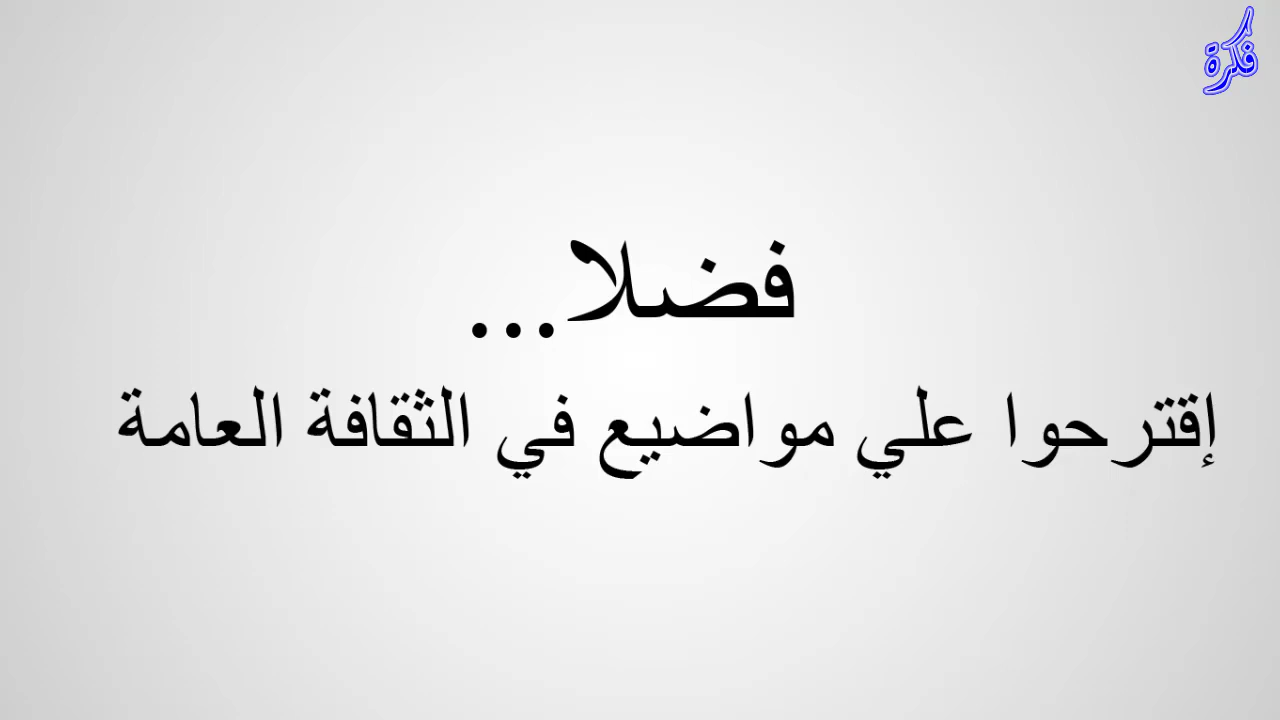 فكرة
فضلا...
إقترحوا علي مواضيع في الثقافة العامة